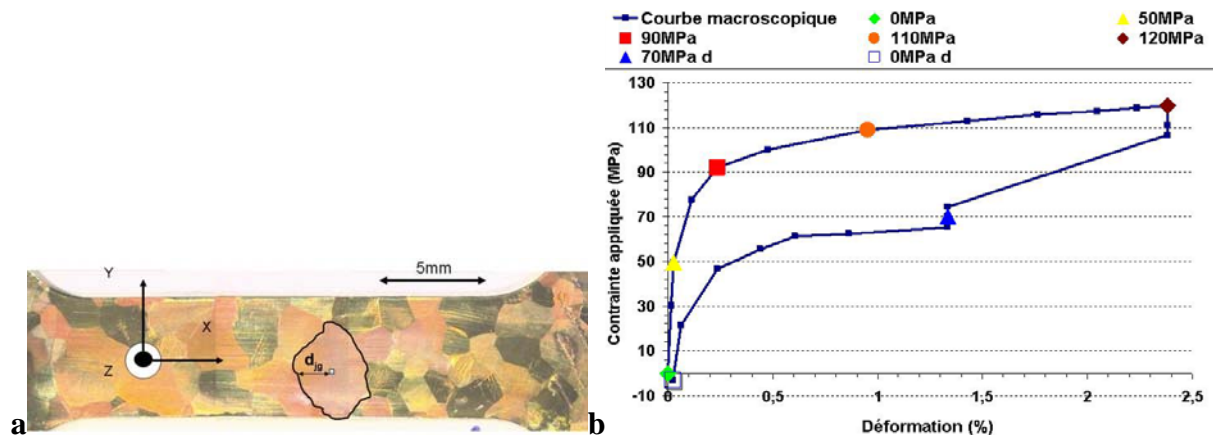 Courbe macroscopique 0MPa 50MPa
90MPa 110MPa 120MPa
70MPa d 0MPa d
Y
5mm
X
Z
d_jg
a
Contrainte appliquée (MPa)
130
110
90
70
50
30
10
-10
0 0,5 1 1,5 2 2,5
Déformation (%)
b